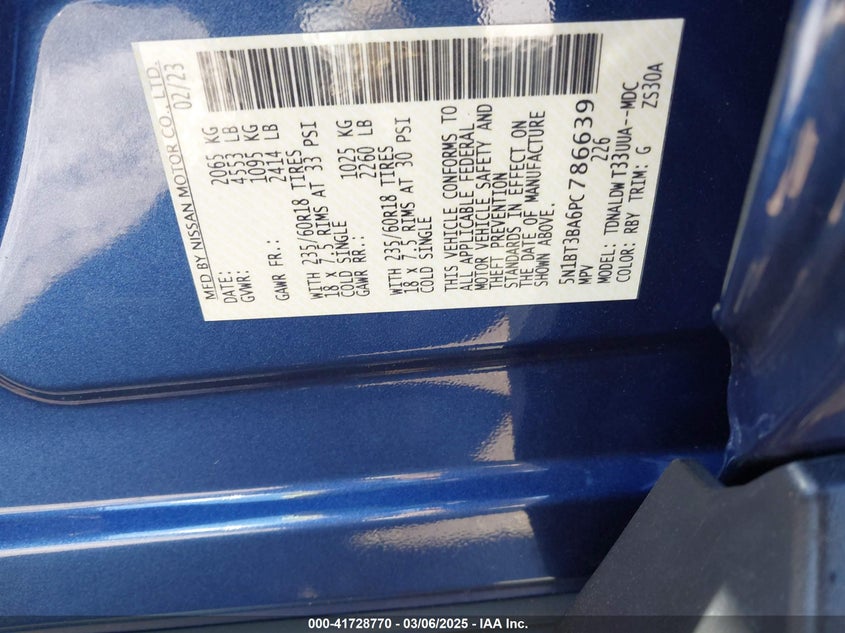 MFD BY NISSAN MOTOR CO., LTD.
DATE: 02/23
GVWR: 2065 KG
4553 LB
GAWR FR.: 1095 KG
2414 LB
WITH 235/60R18 TIRES
18 x 7.5 RIMS AT 33 PSI
COLD SINGLE
GAWR RR.: 1025 KG
2260 LB
WITH 235/60R18 TIRES
18 x 7.5 RIMS AT 30 PSI
COLD SINGLE
THIS VEHICLE CONFORMS TO
ALL APPLICABLE FEDERAL
MOTOR VEHICLE SAFETY AND
THEFT PREVENTION
STANDARDS IN EFFECT ON
THE DATE OF MANUFACTURE
SHOWN ABOVE.
5N1BT3BA6PC786639
MPV 226
MODEL: TDNALDW T33UUA--MDC
COLOR: RBY TRIM: G ZS30A
000-41728770 — 03/06/2025 — IAA Inc.